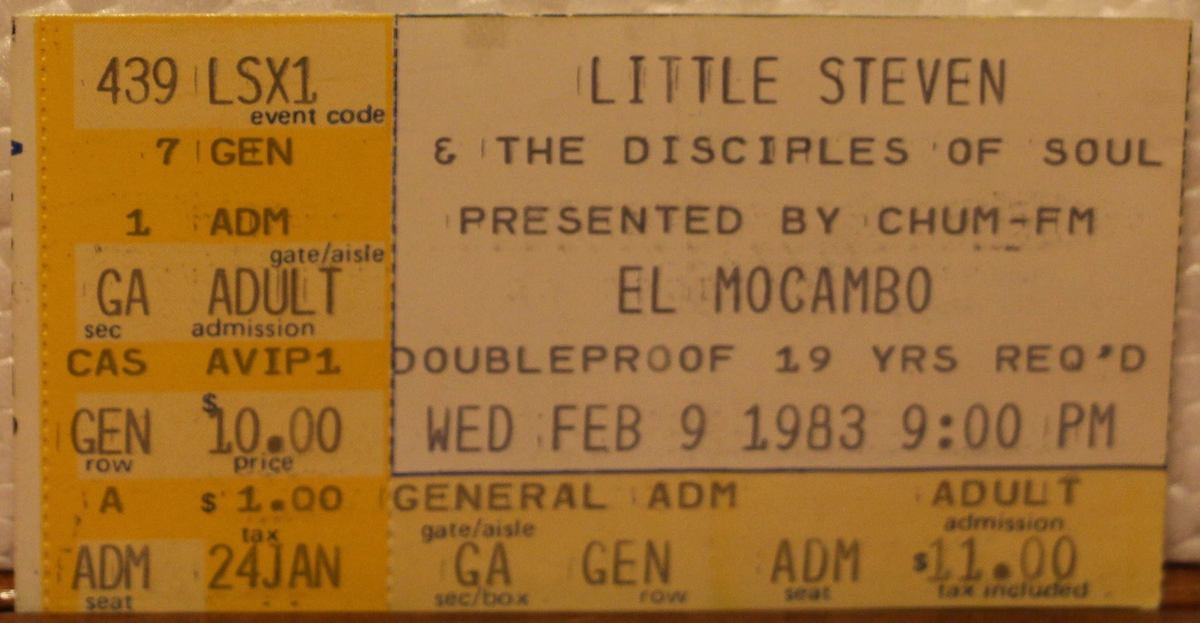 439 LSX1
event code
7 GEN
1 ADM
gate/aisle
GA ADULT
sec admission
CAS AVIP1
GEN $10.00
row price
A $1.00
tax
ADM 24JAN
seat
LITTLE STEVEN
& THE DISCIPLES OF SOUL
PRESENTED BY CHUM-FM
EL MOCAMBO
DOUBLEPROOF 19 YRS REQ'D
WED FEB 9 1983 9:00 PM
GENERAL ADM ADULT
gate/aisle admission
GA GEN ADM $11.00
sec/box row seat tax included